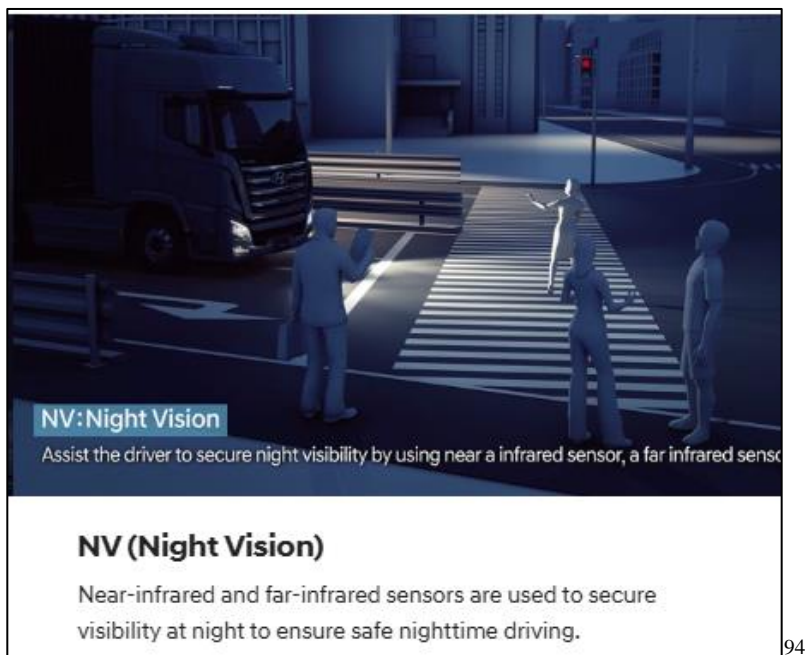 NV:Night Vision
Assist the driver to secure night visibility by using near a infrared sensor, a far infrared senso
NV (Night Vision)
Near-infrared and far-infrared sensors are used to secure
visibility at night to ensure safe nighttime driving.
94